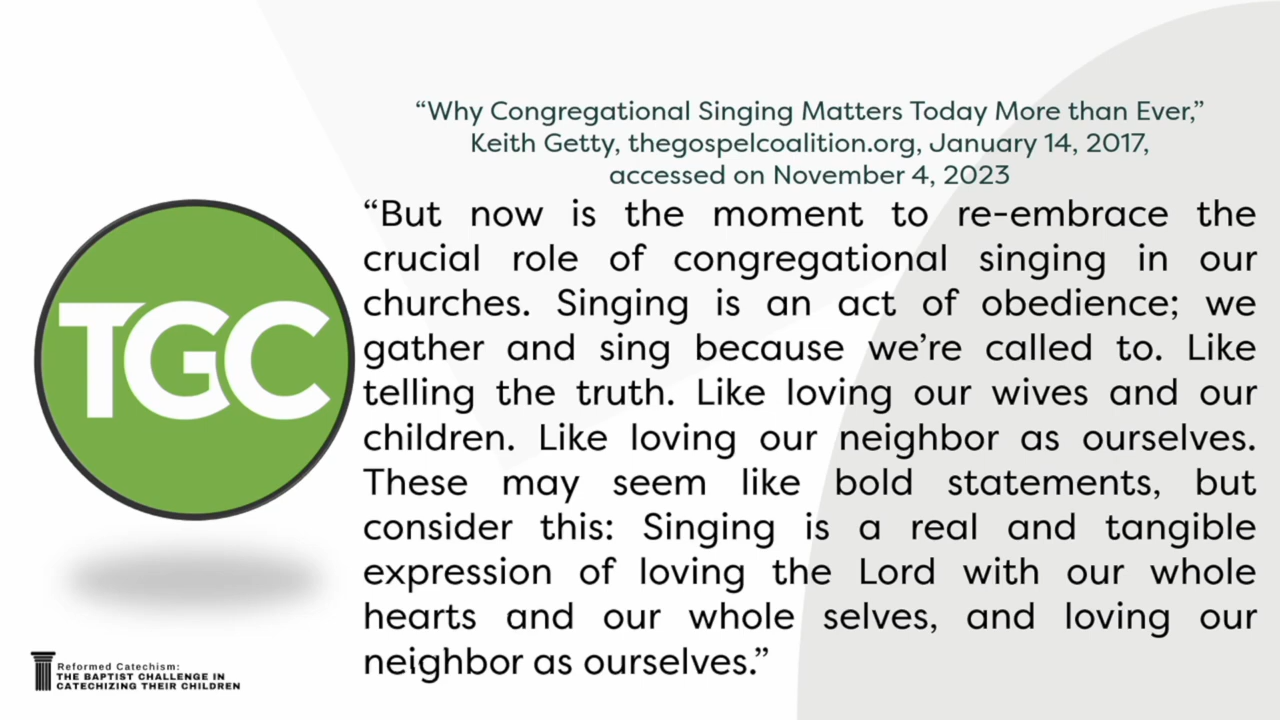 “Why Congregational Singing Matters Today More than Ever,”
Keith Getty, thegospelcoalition.org, January 14, 2017,
accessed on November 4, 2023
“But now is the moment to re-embrace the
crucial role of congregational singing in our
churches. Singing is an act of obedience; we
gather and sing because we’re called to. Like
telling the truth. Like loving our wives and our
children. Like loving our neighbor as ourselves.
These may seem like bold statements, but
consider this: Singing is a real and tangible
expression of loving the Lord with our whole
hearts and our whole selves, and loving our
neighbor as ourselves.”
TGC
Reformed Catechism:
THE BAPTIST CHALLENGE IN
CATECHIZING THEIR CHILDREN